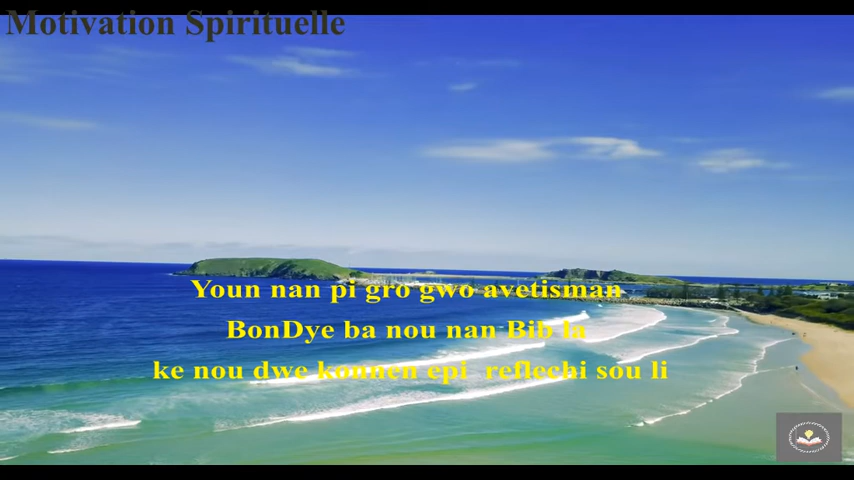 Motivation Spirituelle
Youn nan pi gro gwo avetisman
BonDye ba nou nan Bib la
ke nou dwe konnen epi reflechi sou li